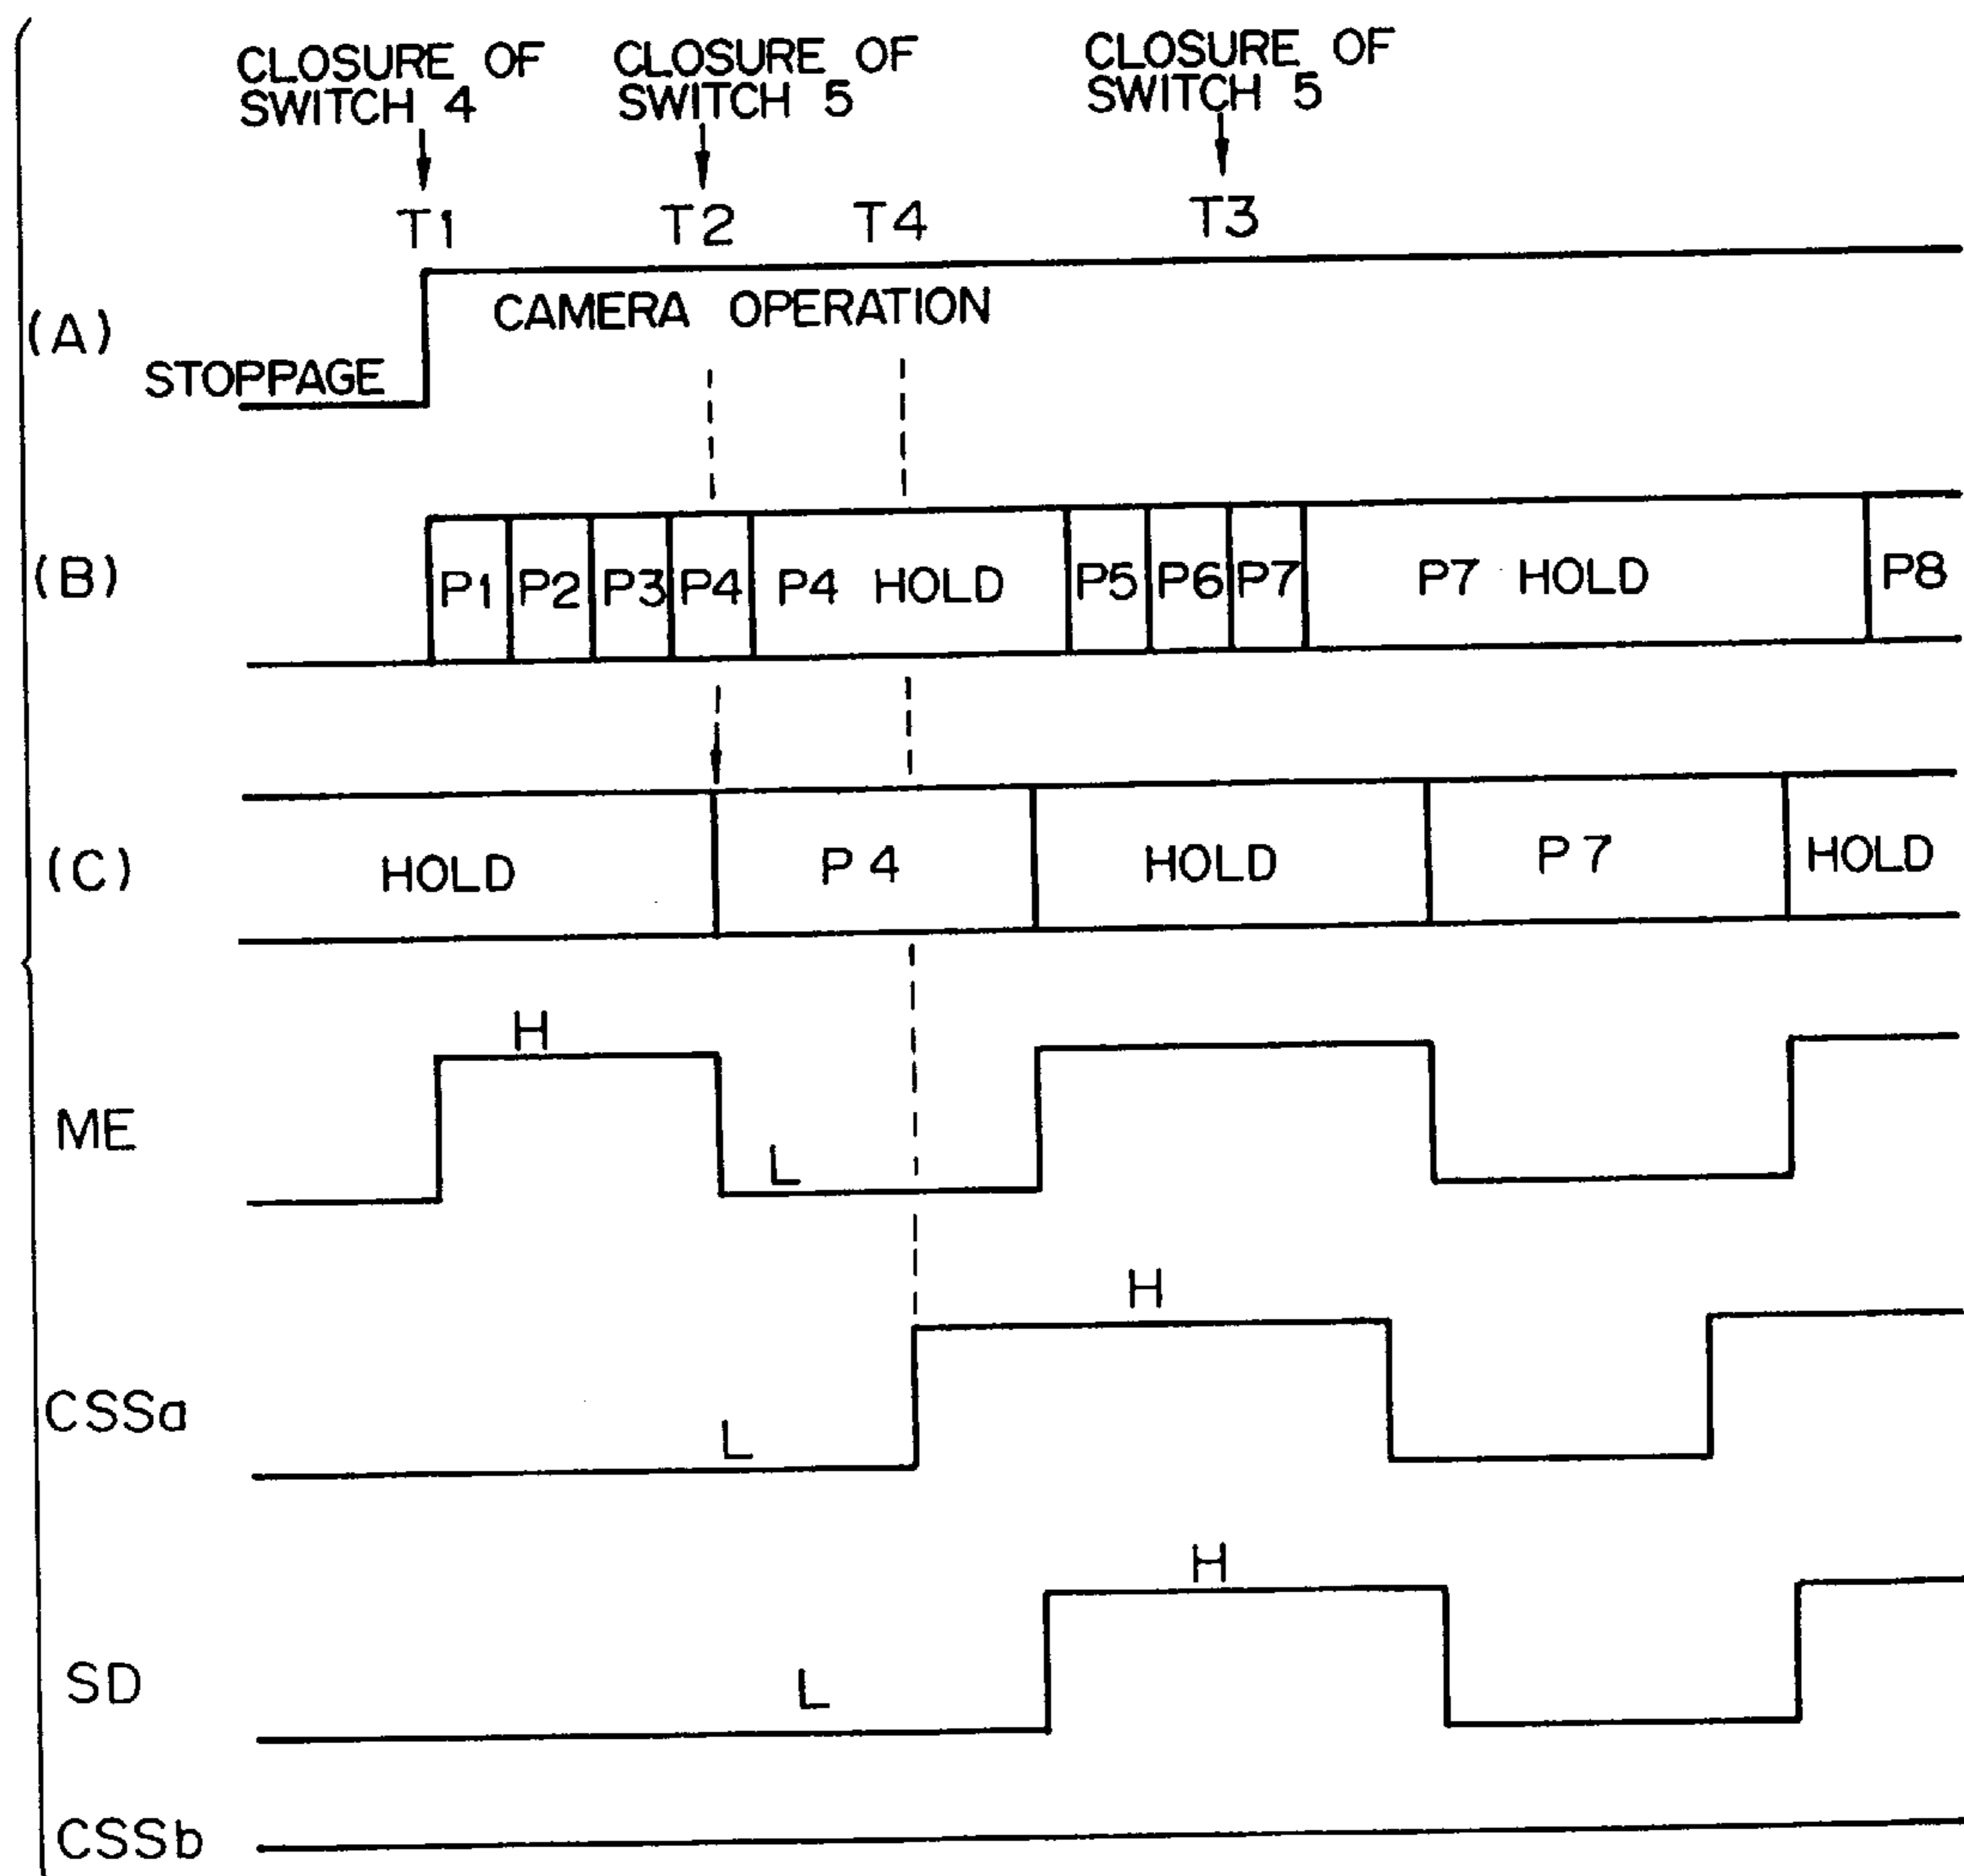 CLOSURE OF
SWITCH 4
CLOSURE OF
SWITCH 5
CLOSURE OF
SWITCH 5
T1
T2
T4
T3
(A)
STOPPAGE
CAMERA OPERATION
(B)
P1
P2
P3
P4
P4 HOLD
P5
P6
P7
P7 HOLD
P8
(C)
HOLD
P4
HOLD
P7
HOLD
ME
H
L
CSSa
L
H
SD
L
H
CSSb